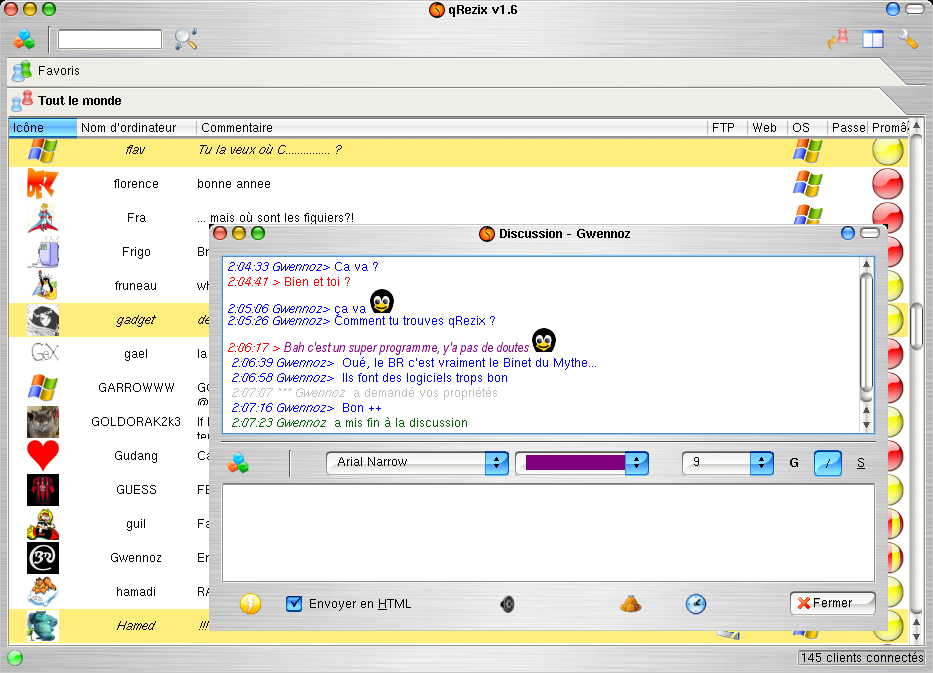 qRezix v1.6
Favoris
Tout le monde
Icône Nom d'ordinateur Commentaire FTP Web OS Passe Promâ
flav Tu la veux où C............... ?
florence bonne annee
Fra ... mais où sont les figuiers?!
Frigo Br
fruneau wh
gadget de
gael la
GARROWWW GC
@
GOLDORAK2k3 If l
ter
Gudang Ca
GUESS FE
guil Fa
Gwennoz En
hamadi RA
Hamed !!!
Discussion - Gwennoz
2:04:33 Gwennoz> Ca va ?
2:04:41 > Bien et toi ?
2:05:06 Gwennoz> ça va
2:05:26 Gwennoz> Comment tu trouves qRezix ?
2:06:17 > Bah c'est un super programme, y'a pas de doutes
2:06:39 Gwennoz> Oué, le BR c'est vraiment le Binet du Mythe...
2:06:58 Gwennoz> Ils font des logiciels trops bon
2:07:07 *** Gwennoz a demandé vos propriétés
2:07:16 Gwennoz> Bon ++
2:07:23 Gwennoz a mis fin à la discussion
Arial Narrow 9 G I S
Envoyer en HTML Fermer
145 clients connectés